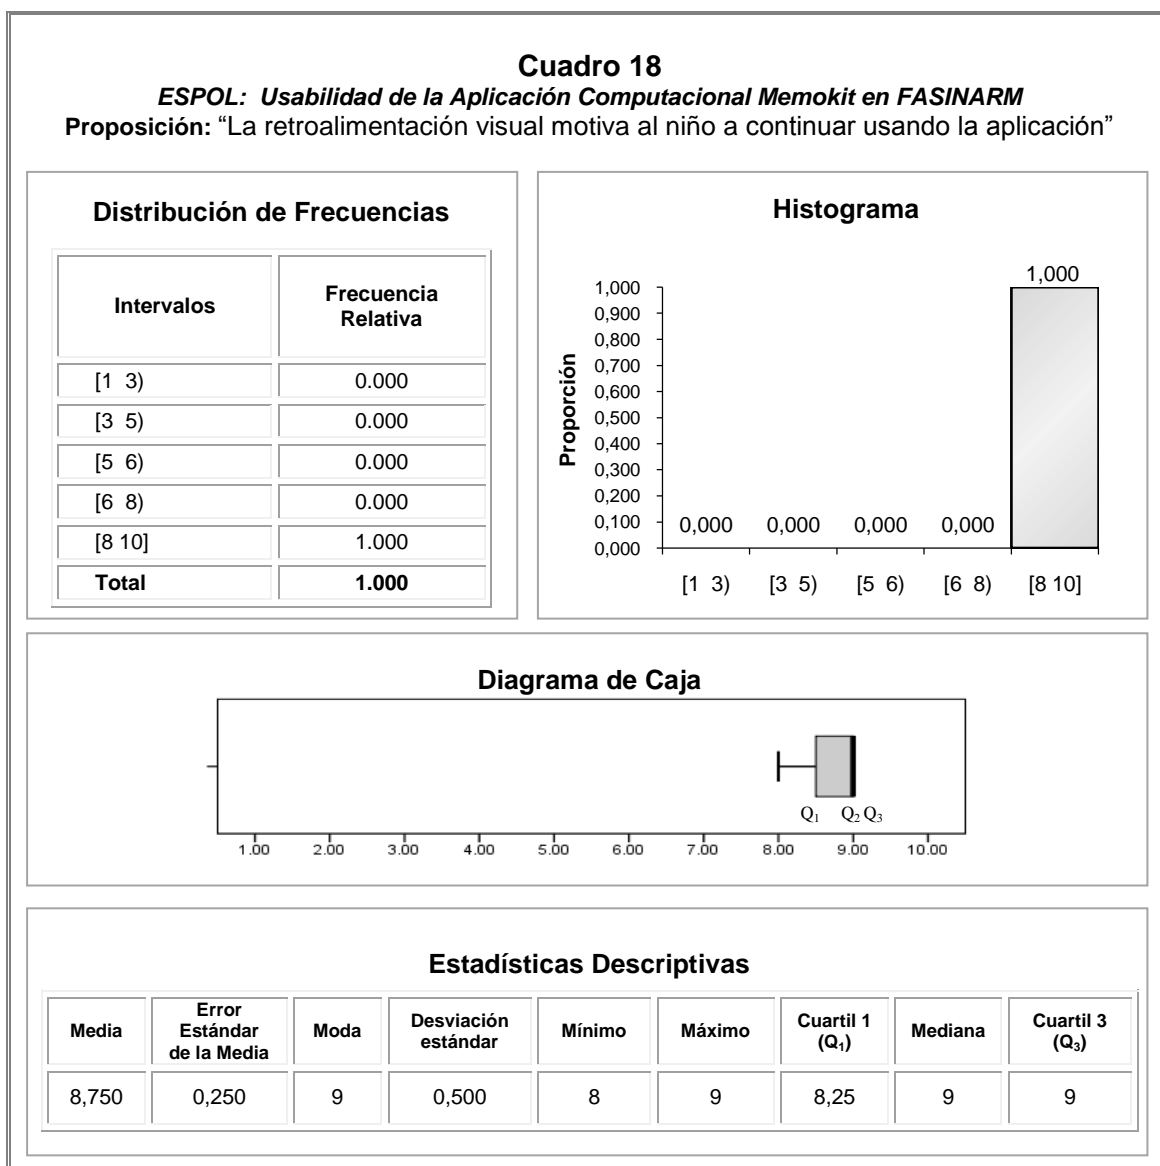 Cuadro 18
ESPOL: Usabilidad de la Aplicación Computacional Memokit en FASINARM
Proposición: “La retroalimentación visual motiva al niño a continuar usando la aplicación”
Distribución de Frecuencias
Intervalos Frecuencia Relativa
[1 3) 0.000
[3 5) 0.000
[5 6) 0.000
[6 8) 0.000
[8 10] 1.000
Total 1.000
Histograma
Proporción
1,000
1,000
0,900
0,800
0,700
0,600
0,500
0,400
0,300
0,200
0,100
0,000
0,000 0,000 0,000 0,000
[1 3) [3 5) [5 6) [6 8) [8 10]
Diagrama de Caja
Q1 Q2 Q3
1.00 2.00 3.00 4.00 5.00 6.00 7.00 8.00 9.00 10.00
Estadísticas Descriptivas
Media Error Estándar de la Media Moda Desviación estándar Mínimo Máximo Cuartil 1 (Q1) Mediana Cuartil 3 (Q3)
8,750 0,250 9 0,500 8 9 8,25 9 9